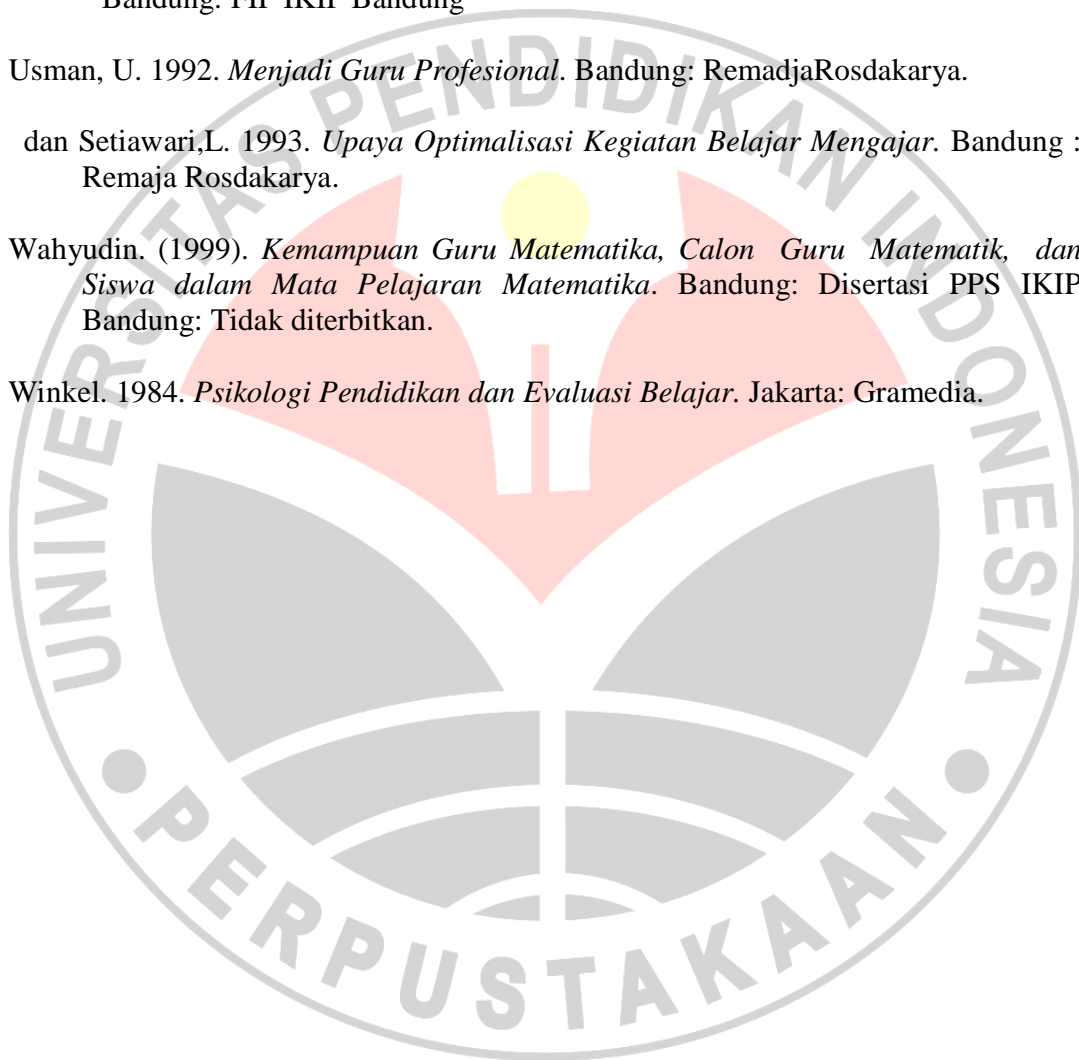 Bandung: FIP IKIP Bandung
Usman, U. 1992. Menjadi Guru Profesional. Bandung: RemadjaRosdakarya.
dan Setiawari,L. 1993. Upaya Optimalisasi Kegiatan Belajar Mengajar. Bandung :
Remaja Rosdakarya.
Wahyudin. (1999). Kemampuan Guru Matematika, Calon Guru Matematik, dan
Siswa dalam Mata Pelajaran Matematika. Bandung: Disertasi PPS IKIP
Bandung: Tidak diterbitkan.
Winkel. 1984. Psikologi Pendidikan dan Evaluasi Belajar. Jakarta: Gramedia.
UNIVERSITAS PENDIDIKAN INDONESIA
PERPUSTAKAAN